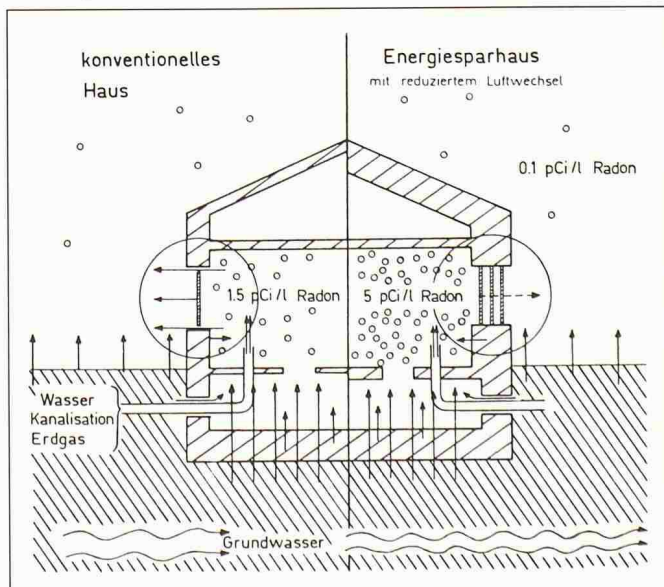 konventionelles
Haus
Energiesparhaus
mit reduziertem Luftwechsel
0.1 pCi/l Radon
1.5 pCi/l Radon
5 pCi/l Radon
Wasser
Kanalisation
Erdgas
Grundwasser